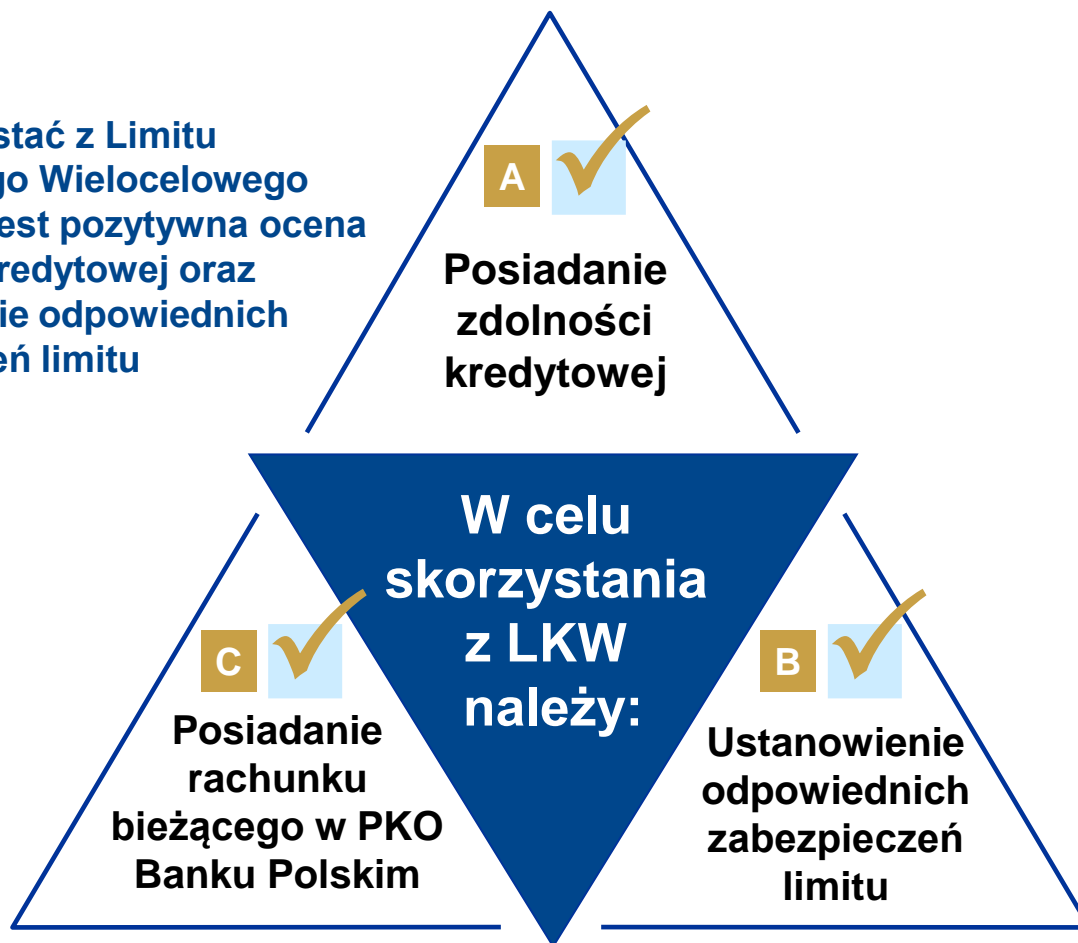 stać z Limitu
go Wielocelowego
jest pozytywna ocena
redytowej oraz
ie odpowiednich
eń limitu
A
Posiadanie
zdolności
kredytowej
W celu
skorzystania
z LKW
należy:
C
Posiadanie
rachunku
bieżącego w PKO
Banku Polskim
B
Ustanowienie
odpowiednich
zabezpieczeń
limitu